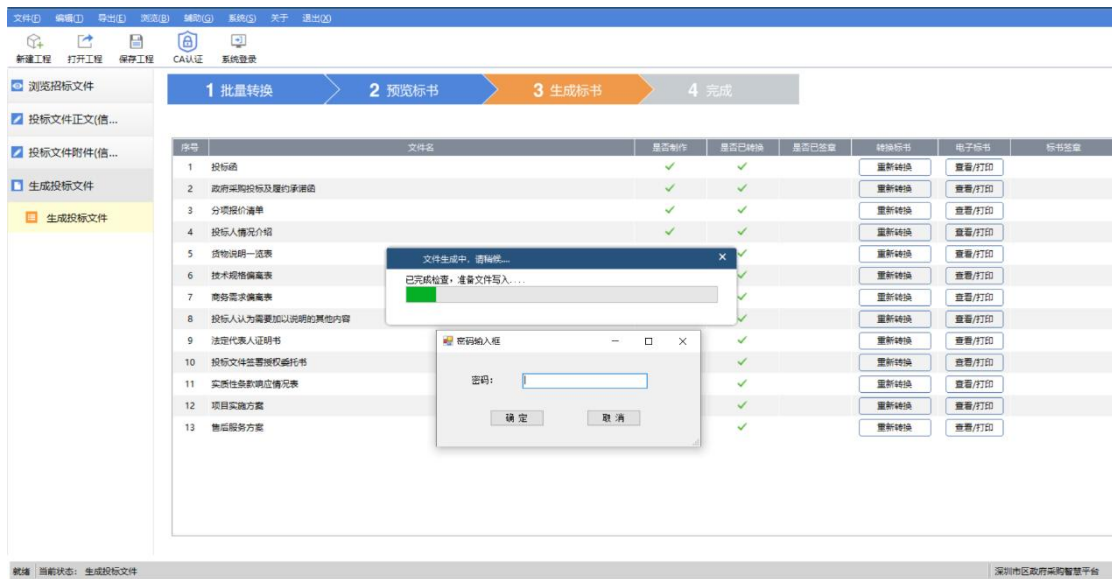 文件(F) 编辑(T) 导出(E) 浏览(B) 辅助(G) 系统(S) 关于 退出(X)
新建工程 打开工程 保存工程 CA认证 系统登录
浏览招标文件
投标文件正文(信...
投标文件附件(信...
生成投标文件
生成投标文件
1 批量转换 2 预览标书 3 生成标书 4 完成
序号 文件名 是否制作 是否已转换 是否已签章 转换标书 电子标书 标书签章
1 投标函 重新转换 查看/打印
2 政府采购投标及履约承诺函 重新转换 查看/打印
3 分项报价清单 重新转换 查看/打印
4 投标人情况介绍 重新转换 查看/打印
5 货物说明一览表 重新转换 查看/打印
6 技术规格偏离表 重新转换 查看/打印
7 商务需求偏离表 重新转换 查看/打印
8 投标人认为需要加以说明的其他内容 重新转换 查看/打印
9 法定代表人证明书 重新转换 查看/打印
10 投标文件签署授权委托书 重新转换 查看/打印
11 实质性条款响应情况表 重新转换 查看/打印
12 项目实施方案 重新转换 查看/打印
13 售后服务方案 重新转换 查看/打印
文件生成中，请稍候....
已完成检查，准备文件写入....
密码输入框
密码:
确定 取消
就绪 当前状态: 生成投标文件 深圳市区政府采购智慧平台